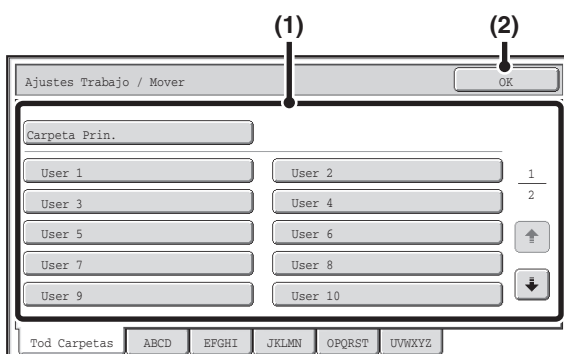 (1) (2)
Ajustes Trabajo / Mover OK
Carpeta Prin.
User 1 User 2 1
User 3 User 4 2
User 5 User 6
User 7 User 8
User 9 User 10
Tod Carpetas ABCD EFGHI JKLMN OPQRST UVWXYZ